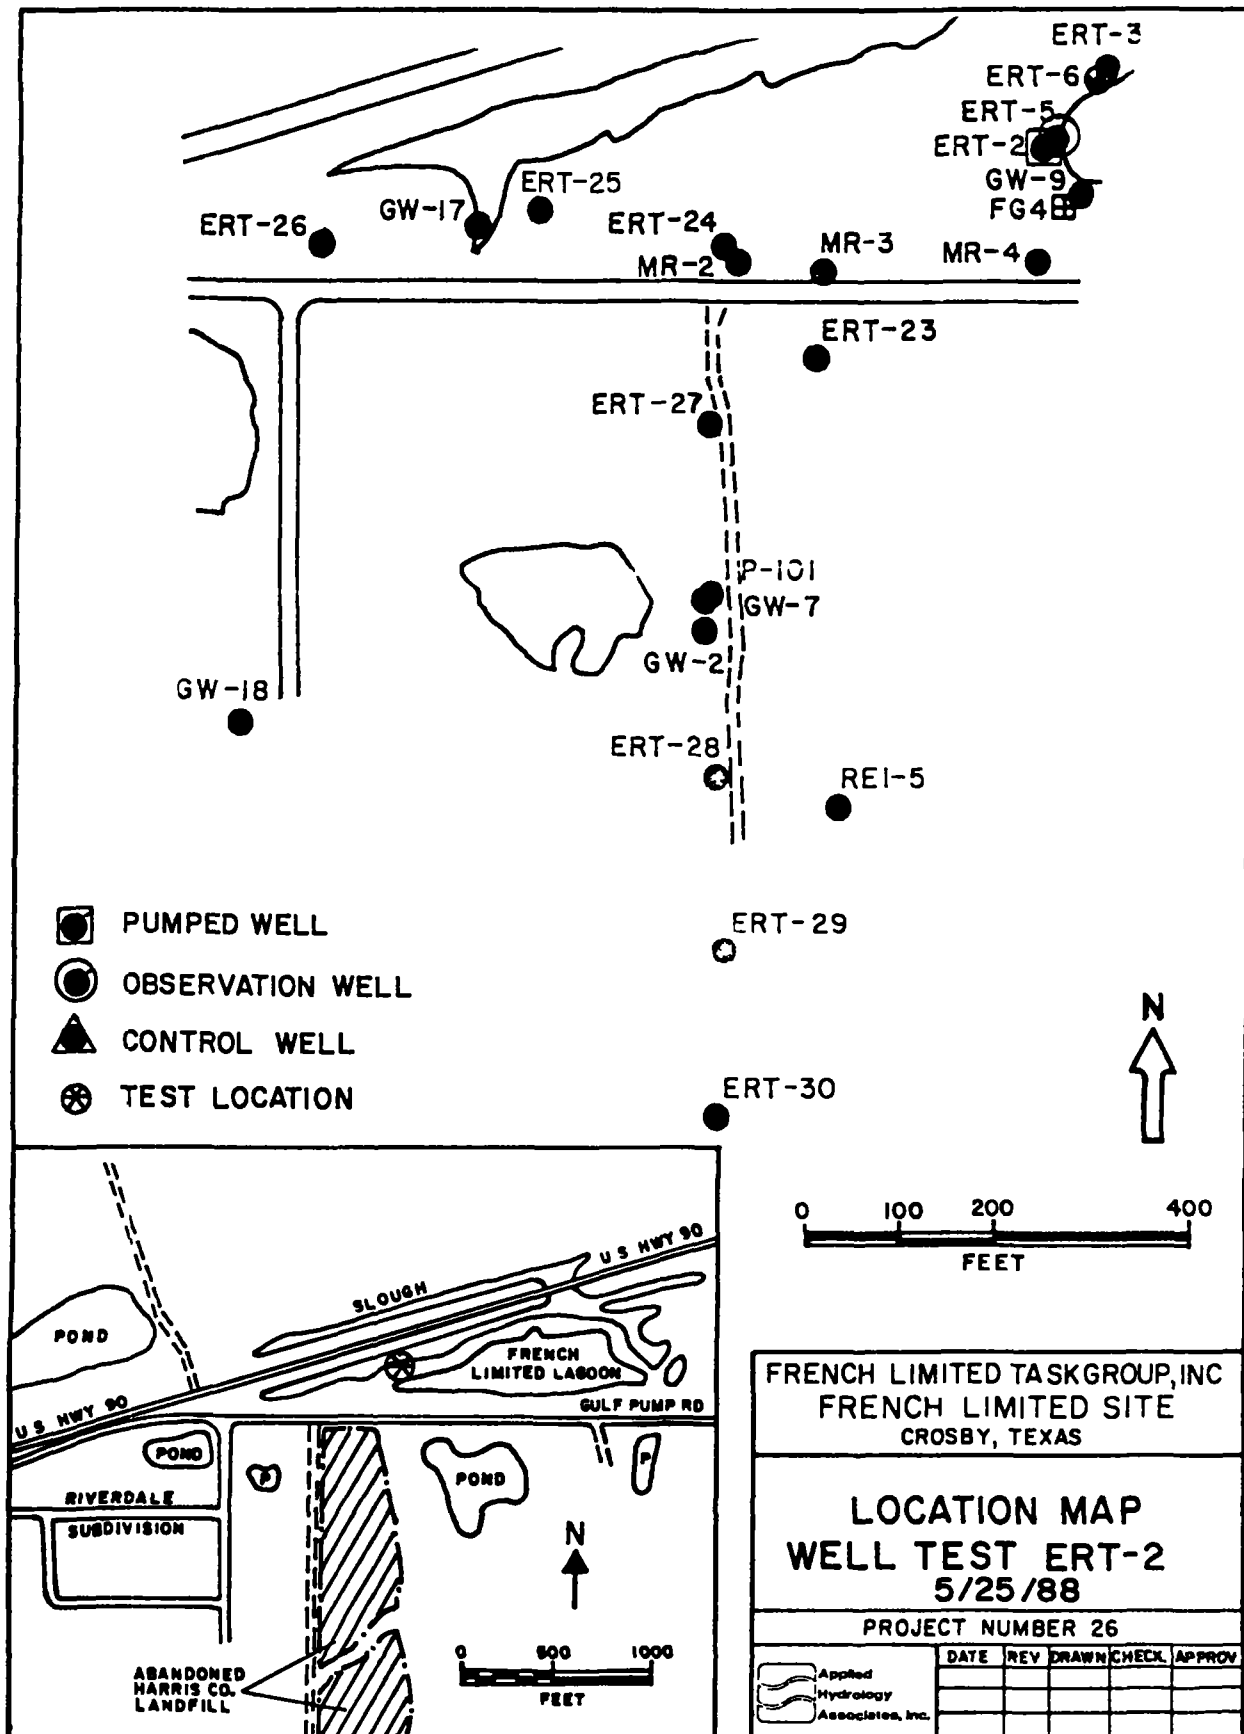 ERT-3
ERT-6
ERT-5
ERT-2
GW-9
FG4
ERT-25
GW-17
ERT-26
ERT-24
MR-2
MR-3
MR-4
ERT-23
ERT-27
P-101
GW-7
GW-2
GW-18
ERT-28
REI-5
ERT-29
ERT-30
PUMPED WELL
OBSERVATION WELL
CONTROL WELL
TEST LOCATION
N
0 100 200 400
FEET
US HWY 90
SLOUGH
POND
FRENCH
LIMITED LAGOON
GULF PUMP RD
US HWY 90
POND
P
POND
P
RIVERDALE
SUBDIVISION
N
0 500 1000
FEET
ABANDONED
HARRIS CO.
LANDFILL
FRENCH LIMITED TASKGROUP, INC
FRENCH LIMITED SITE
CROSBY, TEXAS
LOCATION MAP
WELL TEST ERT-2
5/25/88
PROJECT NUMBER 26
DATE REV DRAWN CHECK. APPROV
Applied
Hydrology
Associates, Inc.